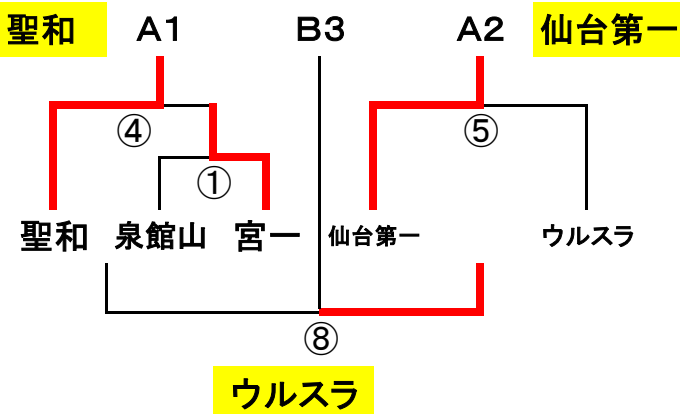 聖和 A1 B3 A2 仙台第一
④ ⑤
①
聖和 泉館山 宮一 仙台第一 ウルスラ
⑧
ウルスラ